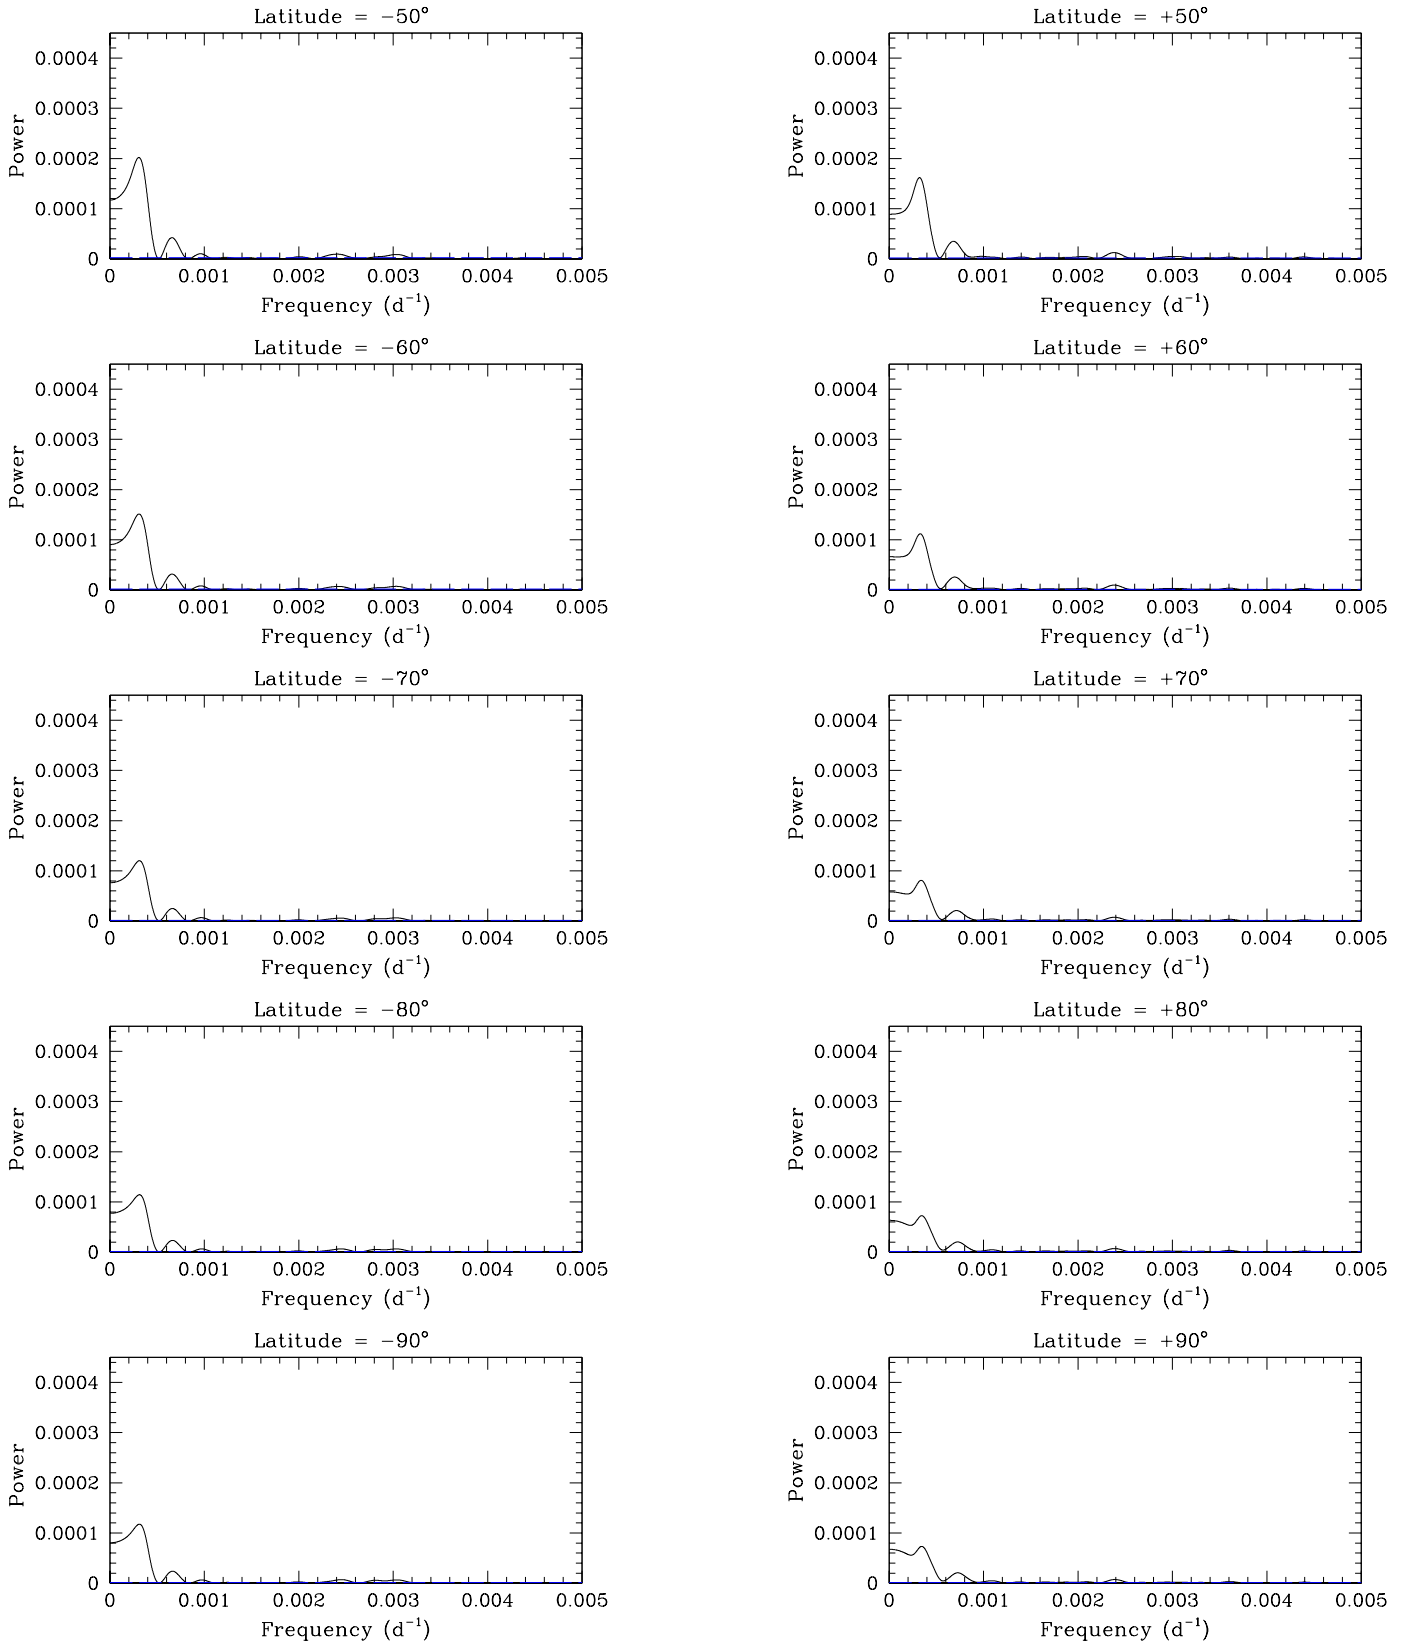 Latitude = −50°
Power
0.0004
0.0003
0.0002
0.0001
0
0 0.001 0.002 0.003 0.004 0.005
Frequency (d⁻¹)
Latitude = +50°
Power
0.0004
0.0003
0.0002
0.0001
0
0 0.001 0.002 0.003 0.004 0.005
Frequency (d⁻¹)
Latitude = −60°
Power
0.0004
0.0003
0.0002
0.0001
0
0 0.001 0.002 0.003 0.004 0.005
Frequency (d⁻¹)
Latitude = +60°
Power
0.0004
0.0003
0.0002
0.0001
0
0 0.001 0.002 0.003 0.004 0.005
Frequency (d⁻¹)
Latitude = −70°
Power
0.0004
0.0003
0.0002
0.0001
0
0 0.001 0.002 0.003 0.004 0.005
Frequency (d⁻¹)
Latitude = +70°
Power
0.0004
0.0003
0.0002
0.0001
0
0 0.001 0.002 0.003 0.004 0.005
Frequency (d⁻¹)
Latitude = −80°
Power
0.0004
0.0003
0.0002
0.0001
0
0 0.001 0.002 0.003 0.004 0.005
Frequency (d⁻¹)
Latitude = +80°
Power
0.0004
0.0003
0.0002
0.0001
0
0 0.001 0.002 0.003 0.004 0.005
Frequency (d⁻¹)
Latitude = −90°
Power
0.0004
0.0003
0.0002
0.0001
0
0 0.001 0.002 0.003 0.004 0.005
Frequency (d⁻¹)
Latitude = +90°
Power
0.0004
0.0003
0.0002
0.0001
0
0 0.001 0.002 0.003 0.004 0.005
Frequency (d⁻¹)